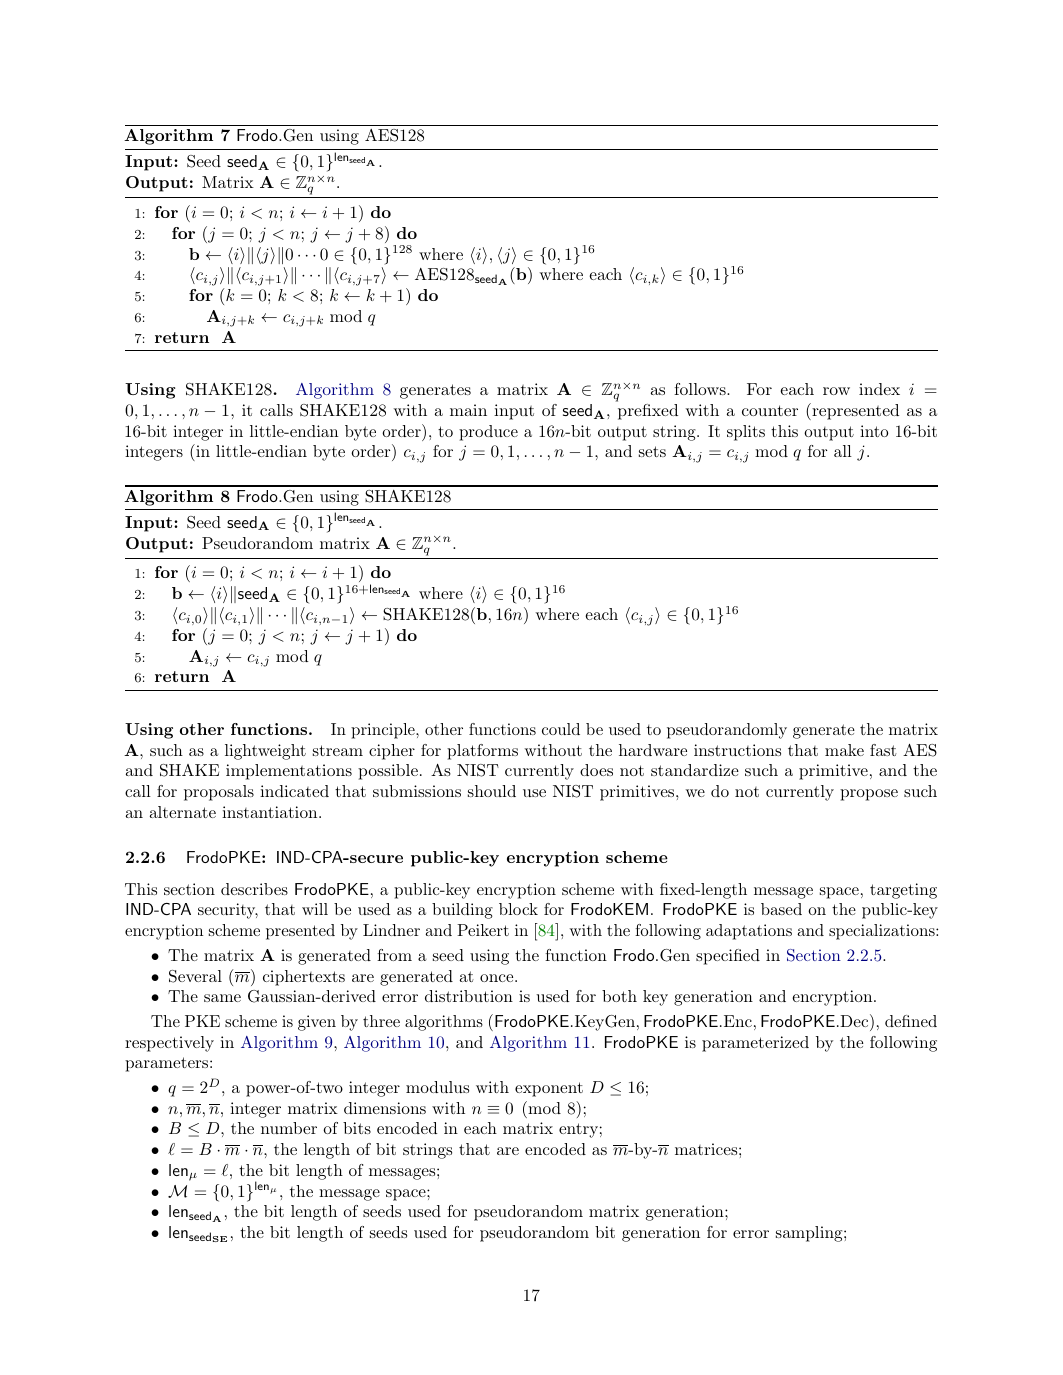 Algorithm 7 Frodo.Gen using AES128
Input: Seed seed_A ∈ {0, 1}^{len_{seed_A}}.
Output: Matrix A ∈ ℤ_q^{n×n}.
1: for (i = 0; i < n; i ← i + 1) do
2: for (j = 0; j < n; j ← j + 8) do
3: b ← ⟨i⟩∥⟨j⟩∥0 · · · 0 ∈ {0, 1}^{128} where ⟨i⟩, ⟨j⟩ ∈ {0, 1}^{16}
4: ⟨c_{i,j}⟩∥⟨c_{i,j+1}⟩∥ · · · ∥⟨c_{i,j+7}⟩ ← AES128_{seed_A}(b) where each ⟨c_{i,k}⟩ ∈ {0, 1}^{16}
5: for (k = 0; k < 8; k ← k + 1) do
6: A_{i,j+k} ← c_{i,j+k} mod q
7: return A
Using SHAKE128. Algorithm 8 generates a matrix A ∈ ℤ_q^{n×n} as follows. For each row index i =
0, 1, . . . , n − 1, it calls SHAKE128 with a main input of seed_A, prefixed with a counter (represented as a
16-bit integer in little-endian byte order), to produce a 16n-bit output string. It splits this output into 16-bit
integers (in little-endian byte order) c_{i,j} for j = 0, 1, . . . , n − 1, and sets A_{i,j} = c_{i,j} mod q for all j.
Algorithm 8 Frodo.Gen using SHAKE128
Input: Seed seed_A ∈ {0, 1}^{len_{seed_A}}.
Output: Pseudorandom matrix A ∈ ℤ_q^{n×n}.
1: for (i = 0; i < n; i ← i + 1) do
2: b ← ⟨i⟩∥seed_A ∈ {0, 1}^{16+len_{seed_A}} where ⟨i⟩ ∈ {0, 1}^{16}
3: ⟨c_{i,0}⟩∥⟨c_{i,1}⟩∥ · · · ∥⟨c_{i,n−1}⟩ ← SHAKE128(b, 16n) where each ⟨c_{i,j}⟩ ∈ {0, 1}^{16}
4: for (j = 0; j < n; j ← j + 1) do
5: A_{i,j} ← c_{i,j} mod q
6: return A
Using other functions. In principle, other functions could be used to pseudorandomly generate the matrix
A, such as a lightweight stream cipher for platforms without the hardware instructions that make fast AES
and SHAKE implementations possible. As NIST currently does not standardize such a primitive, and the
call for proposals indicated that submissions should use NIST primitives, we do not currently propose such
an alternate instantiation.
2.2.6 FrodoPKE: IND-CPA-secure public-key encryption scheme
This section describes FrodoPKE, a public-key encryption scheme with fixed-length message space, targeting
IND-CPA security, that will be used as a building block for FrodoKEM. FrodoPKE is based on the public-key
encryption scheme presented by Lindner and Peikert in [84], with the following adaptations and specializations:
• The matrix A is generated from a seed using the function Frodo.Gen specified in Section 2.2.5.
• Several (m̅) ciphertexts are generated at once.
• The same Gaussian-derived error distribution is used for both key generation and encryption.
The PKE scheme is given by three algorithms (FrodoPKE.KeyGen, FrodoPKE.Enc, FrodoPKE.Dec), defined
respectively in Algorithm 9, Algorithm 10, and Algorithm 11. FrodoPKE is parameterized by the following
parameters:
• q = 2^D, a power-of-two integer modulus with exponent D ≤ 16;
• n, m̅, n̅, integer matrix dimensions with n ≡ 0 (mod 8);
• B ≤ D, the number of bits encoded in each matrix entry;
• ℓ = B · m̅ · n̅, the length of bit strings that are encoded as m̅-by-n̅ matrices;
• len_μ = ℓ, the bit length of messages;
• ℳ = {0, 1}^{len_μ}, the message space;
• len_{seed_A}, the bit length of seeds used for pseudorandom matrix generation;
• len_{seed_SE}, the bit length of seeds used for pseudorandom bit generation for error sampling;
17